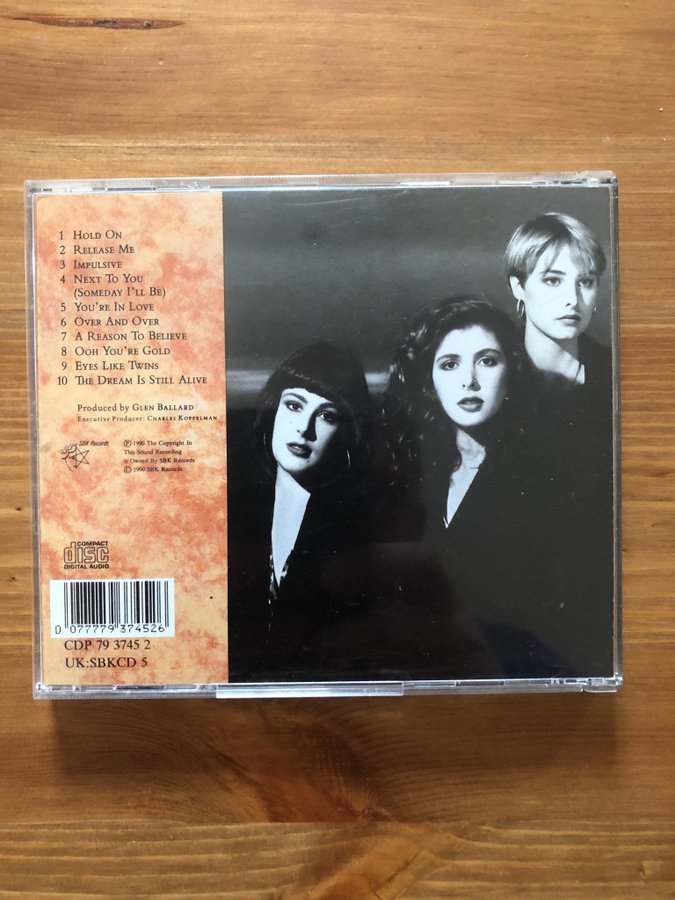 1 Hold On
2 Release Me
3 Impulsive
4 Next To You
(Someday I'll Be)
5 You're In Love
6 Over And Over
7 A Reason To Believe
8 Ooh You're Gold
9 Eyes Like Twins
10 The Dream Is Still Alive
Produced by Glen Ballard
Executive Producer: Charles Koppelman
SBK Records
℗ 1990 The Copyright In
This Sound Recording
is Owned By SBK Records
© 1990 SBK Records
COMPACT
disc
DIGITAL AUDIO
0 077779 374526
CDP 79 3745 2
UK:SBKCD 5